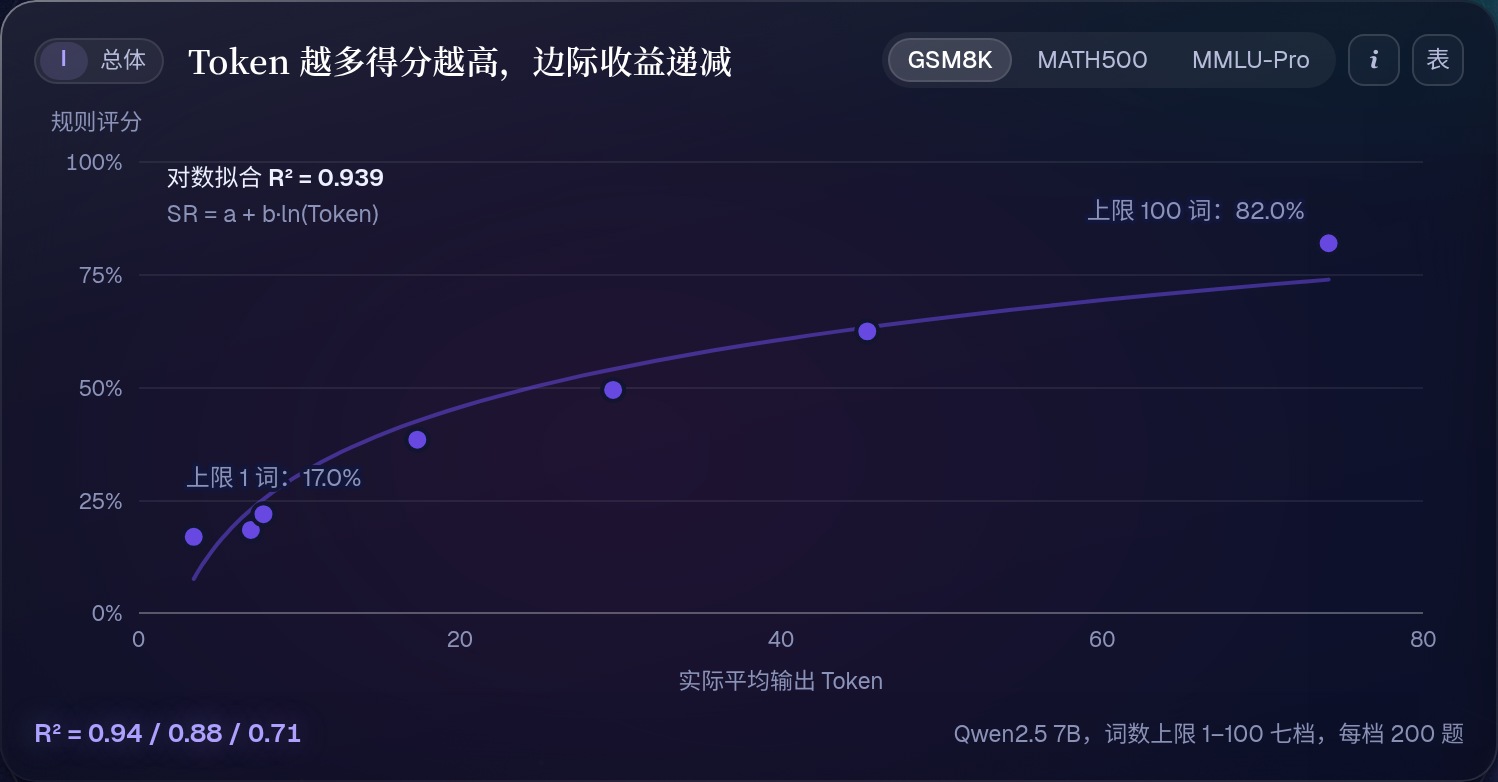 I 总体 Token 越多得分越高，边际收益递减 GSM8K MATH500 MMLU-Pro i 表
规则评分
100%
对数拟合 R² = 0.939
SR = a + b·ln(Token)
上限 100 词：82.0%
75%
50%
上限 1 词：17.0%
25%
0%
0 20 40 60 80
实际平均输出 Token
R² = 0.94 / 0.88 / 0.71 Qwen2.5 7B，词数上限 1–100 七档，每档 200 题